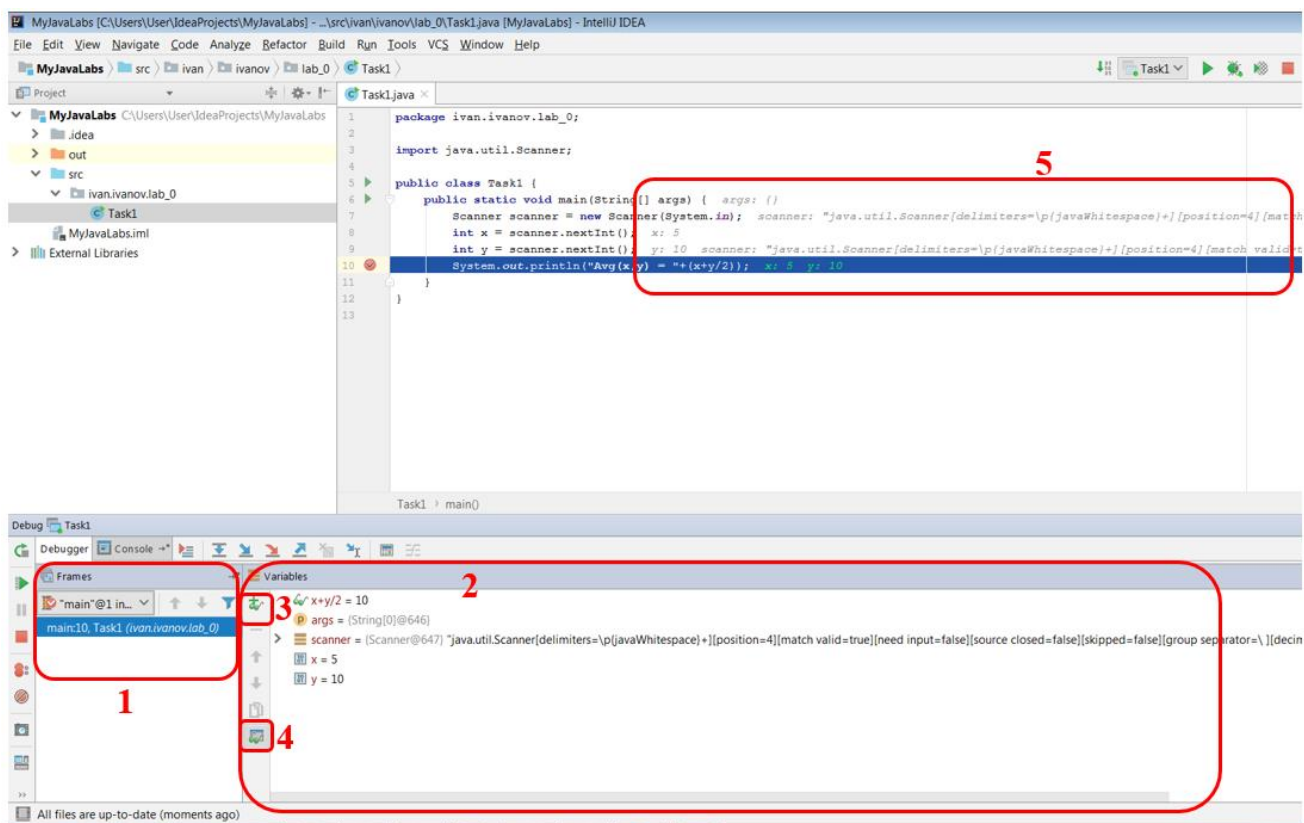 MyJavaLabs [C:\Users\User\IdeaProjects\MyJavaLabs] - ...\src\ivan\ivanov\lab_0\Task1.java [MyJavaLabs] - IntelliJ IDEA
File Edit View Navigate Code Analyze Refactor Build Run Tools VCS Window Help
MyJavaLabs src ivan ivanov lab_0 Task1
Task1
Project
Task1.java
MyJavaLabs C:\Users\User\IdeaProjects\MyJavaLabs
.idea
out
src
ivan.ivanov.lab_0
Task1
MyJavaLabs.iml
External Libraries
5
1 package ivan.ivanov.lab_0;
2
3 import java.util.Scanner;
4
5 public class Task1 {
6 public static void main(String[] args) { args: {}
7 Scanner scanner = new Scanner(System.in); scanner: "java.util.Scanner[delimiters=\p{javaWhitespace}+][position=4][match
8 int x = scanner.nextInt(); x: 5
9 int y = scanner.nextInt(); y: 10 scanner: "java.util.Scanner[delimiters=\p{javaWhitespace}+][position=4][match valid=t
10 System.out.println("Avg(x,y) = "+(x+y/2)); x: 5 y: 10
11 }
12 }
13
Task1 main()
Debug Task1
Debugger Console
Frames
Variables
2
"main"@1 in...
main:10, Task1 (ivan.ivanov.lab_0)
1
3
x+y/2 = 10
args = {String[0]@646}
scanner = {Scanner@647} "java.util.Scanner[delimiters=\p{javaWhitespace}+][position=4][match valid=true][need input=false][source closed=false][skipped=false][group separator=\ ][decim
x = 5
y = 10
4
All files are up-to-date (moments ago)